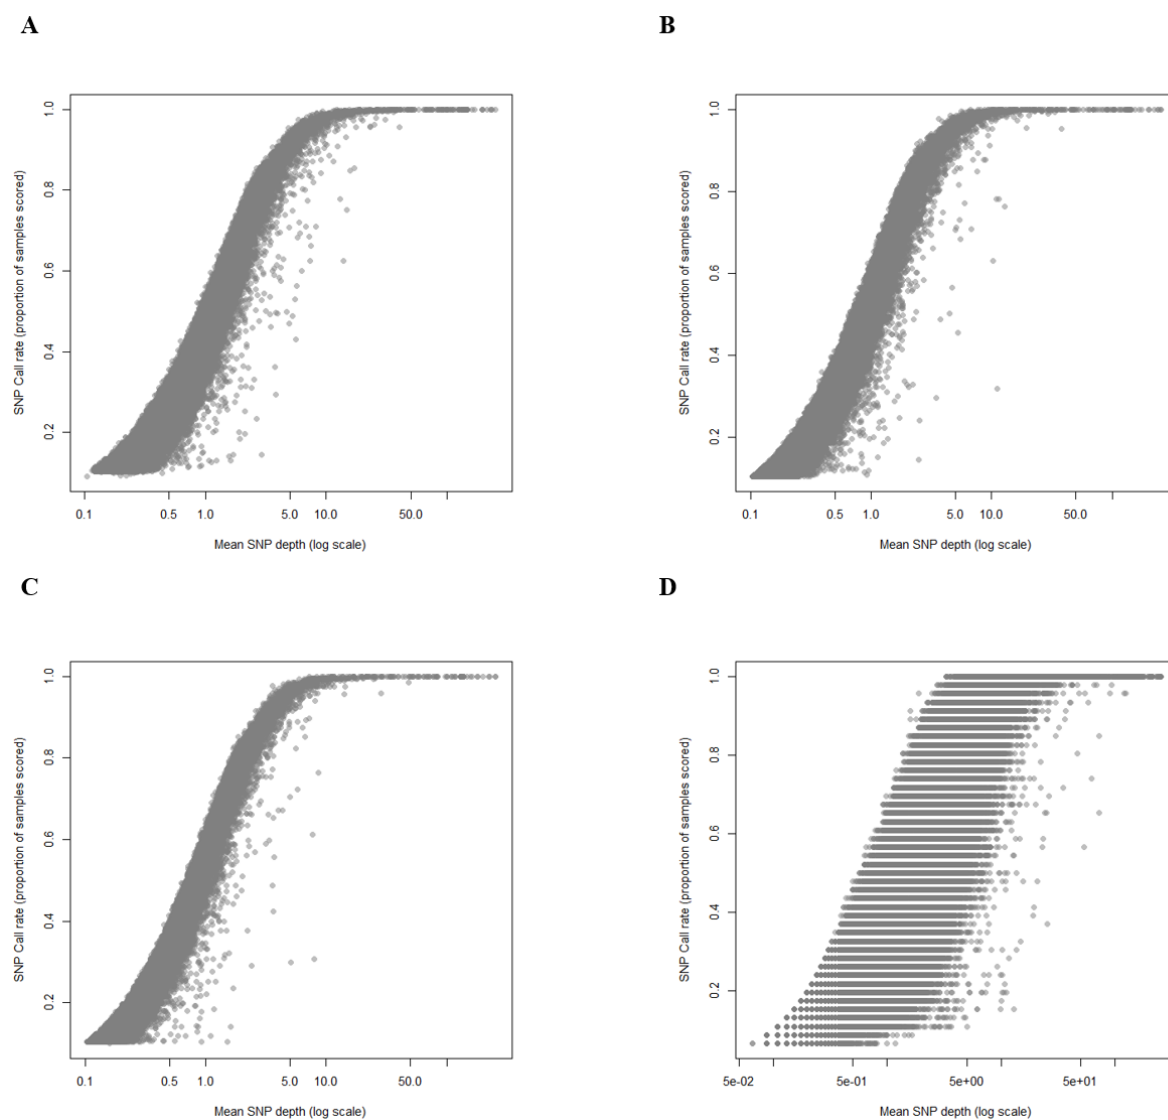 A
B
SNP Call rate (proportion of samples scored)
1.0
0.8
0.6
0.4
0.2
0.1 0.5 1.0 5.0 10.0 50.0
Mean SNP depth (log scale)
SNP Call rate (proportion of samples scored)
1.0
0.8
0.6
0.4
0.2
0.1 0.5 1.0 5.0 10.0 50.0
Mean SNP depth (log scale)
C
D
SNP Call rate (proportion of samples scored)
1.0
0.8
0.6
0.4
0.2
0.1 0.5 1.0 5.0 10.0 50.0
Mean SNP depth (log scale)
SNP Call rate (proportion of samples scored)
1.0
0.8
0.6
0.4
0.2
5e-02 5e-01 5e+00 5e+01
Mean SNP depth (log scale)